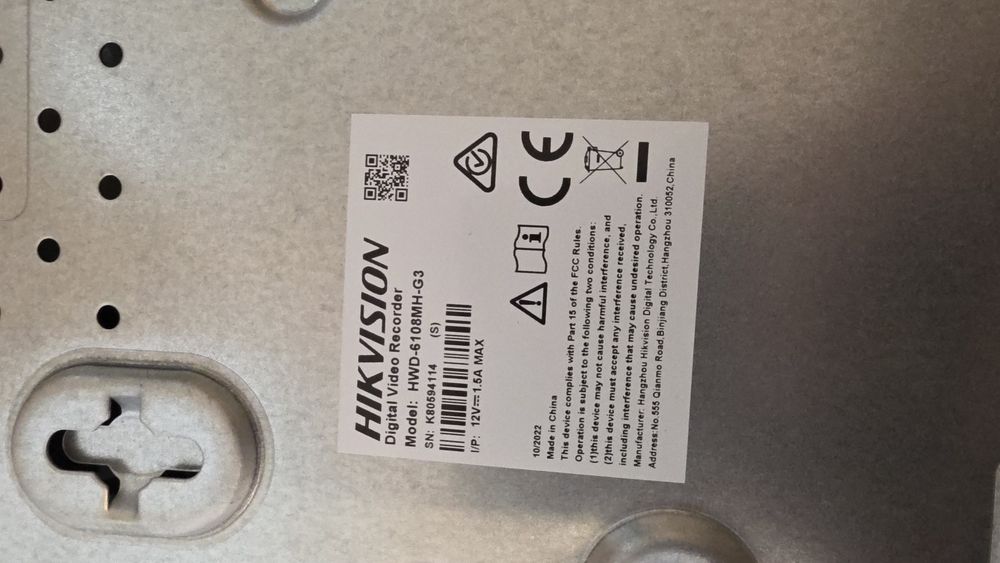 HIKVISION
Digital Video Recorder
Model: HWD-6108MH-G3
SN: K80594114 (S)
I/P: 12V⎓1.5A MAX
10/2022
Made in China
This device complies with Part 15 of the FCC Rules.
Operation is subject to the following two conditions:
(1)this device may not cause harmful interference, and
(2)this device must accept any interference received,
including interference that may cause undesired operation.
Manufacturer: Hangzhou Hikvision Digital Technology Co.,Ltd.
Address:No.555 Qianmo Road,Binjiang District,Hangzhou 310052,China
CE